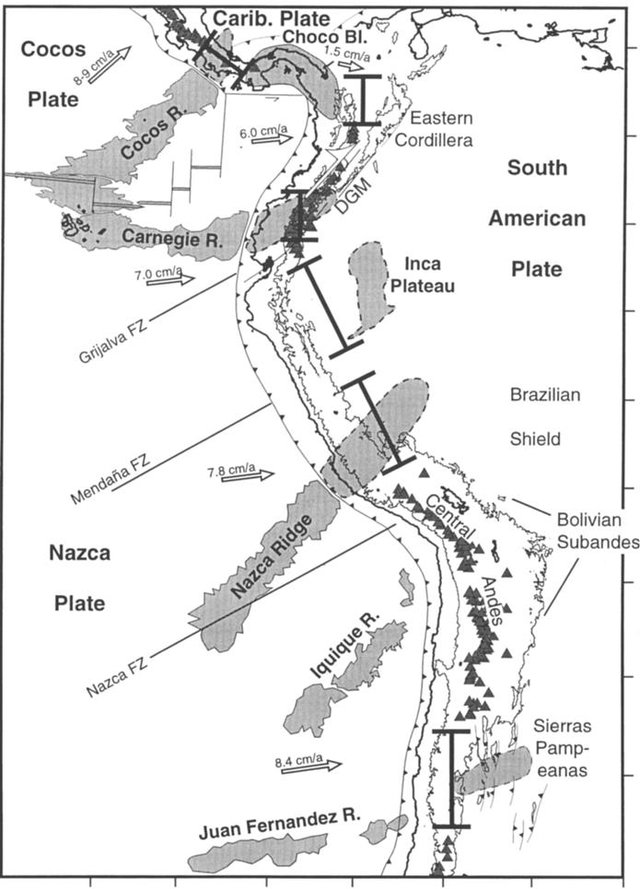 Carib. Plate
Choco Bl.
Cocos
Plate
8-9 cm/a
1.5 cm/a
Cocos R.
6.0 cm/a
Eastern
Cordillera
South
American
Plate
DGM
Carnegie R.
7.0 cm/a
Inca
Plateau
Grijalva FZ
Brazilian
Shield
Mendaña FZ
7.8 cm/a
Central
Andes
Bolivian
Subandes
Nazca
Plate
Nazca Ridge
Nazca FZ
Iquique R.
Sierras
Pamp-
eanas
8.4 cm/a
Juan Fernandez R.